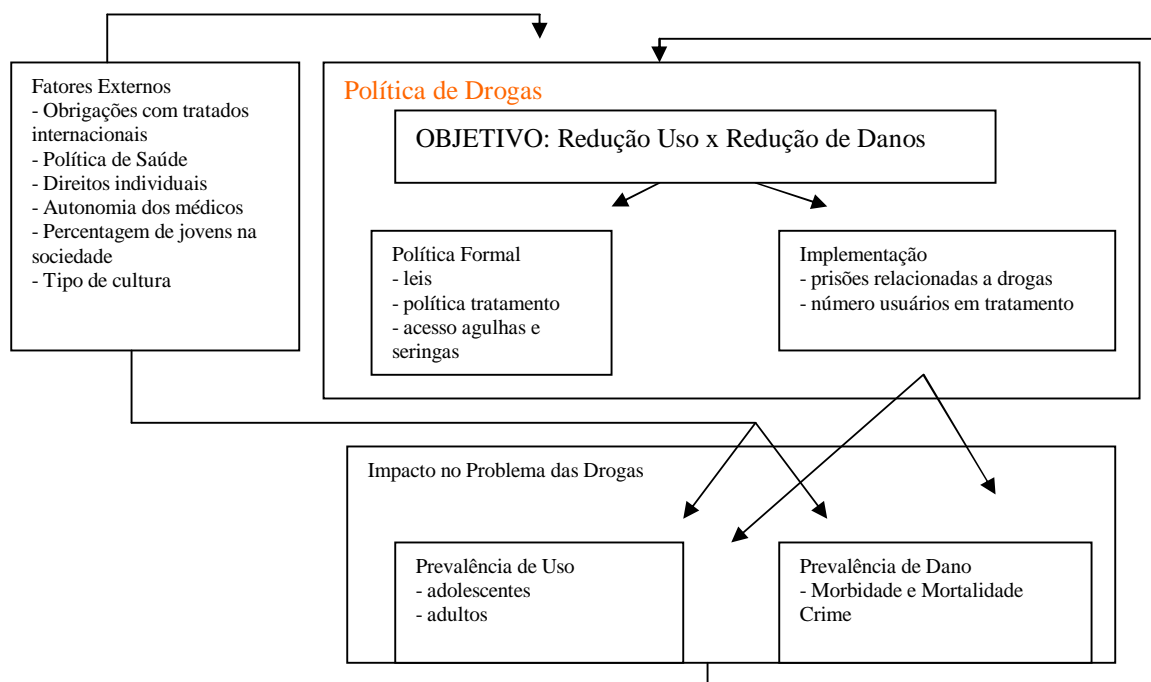 Fatores Externos
- Obrigações com tratados
internacionais
- Política de Saúde
- Direitos individuais
- Autonomia dos médicos
- Percentagem de jovens na
sociedade
- Tipo de cultura
Política de Drogas
OBJETIVO: Redução Uso x Redução de Danos
Política Formal
- leis
- política tratamento
- acesso agulhas e
seringas
Implementação
- prisões relacionadas a drogas
- número usuários em tratamento
Impacto no Problema das Drogas
Prevalência de Uso
- adolescentes
- adultos
Prevalência de Dano
- Morbidade e Mortalidade
Crime